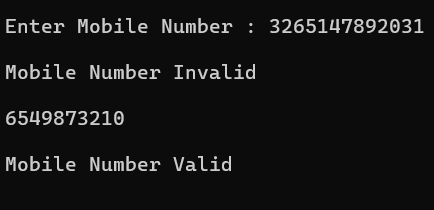 Enter Mobile Number : 3265147892031
Mobile Number Invalid
6549873210
Mobile Number Valid